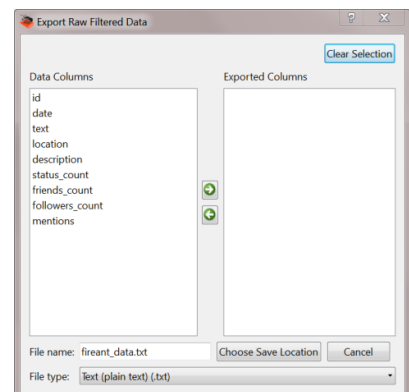 Export Raw Filtered Data
Clear Selection
Data Columns Exported Columns
id
date
text
location
description
status_count
friends_count
followers_count
mentions
File name: fireant_data.txt Choose Save Location Cancel
File type: Text (plain text) (.txt)